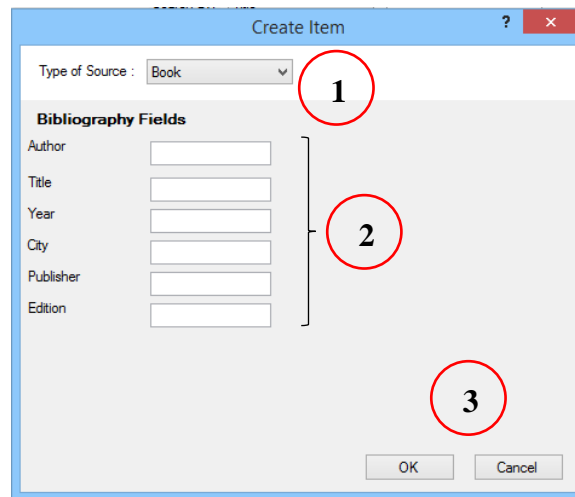 Create Item
?
Type of Source : Book
1
Bibliography Fields
Author
Title
Year
2
City
Publisher
Edition
3
OK Cancel